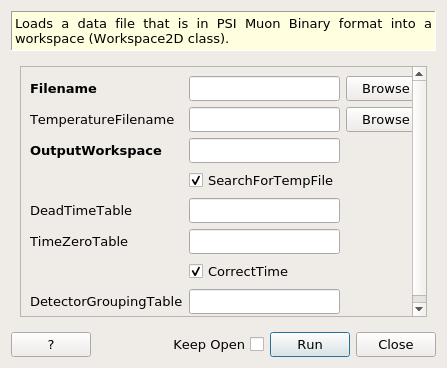 Loads a data file that is in PSI Muon Binary format into a
workspace (Workspace2D class).
Filename
Browse
TemperatureFilename
Browse
OutputWorkspace
SearchForTempFile
DeadTimeTable
TimeZeroTable
CorrectTime
DetectorGroupingTable
?
Keep Open
Run
Close